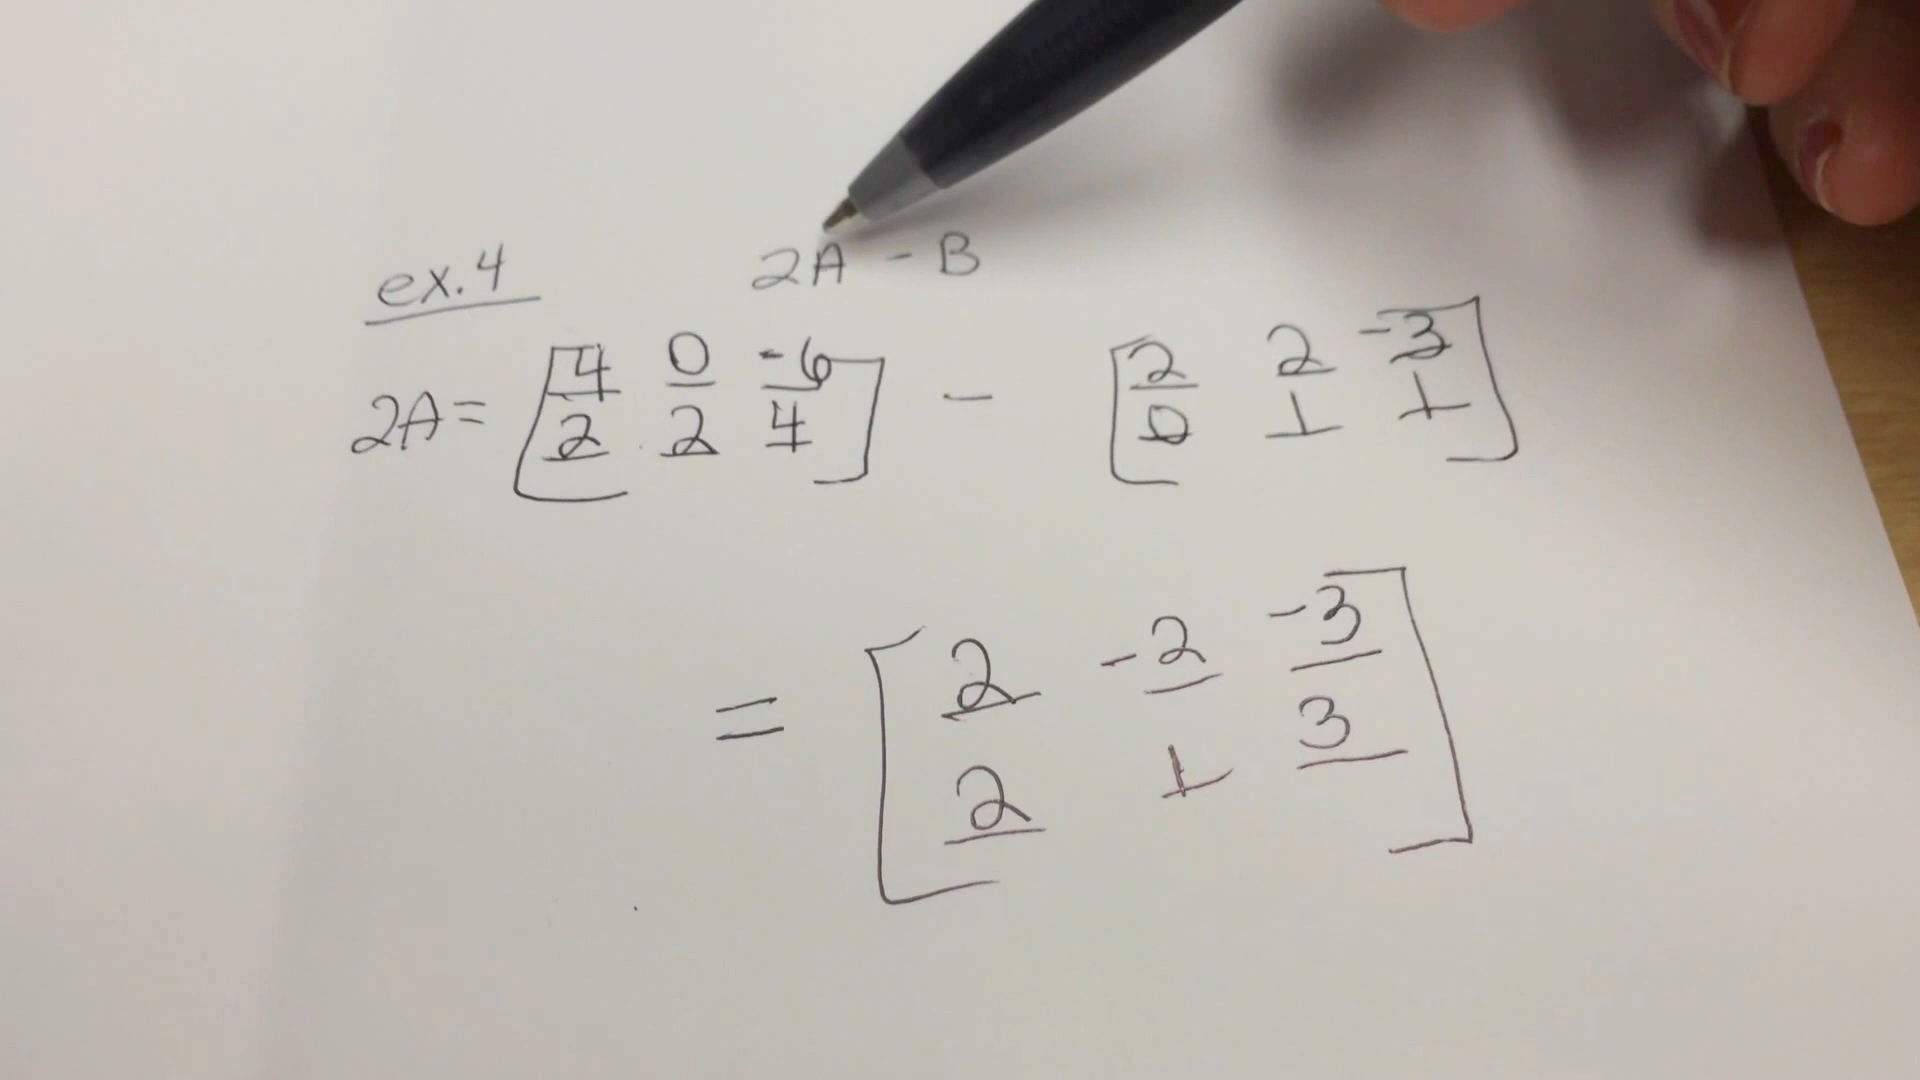 ex.4 2A - B
2A = [4 0 -6] - [2 2 -3]
[2 2 4] [0 1 1]
= [2 -2 -3]
[2 1 3]